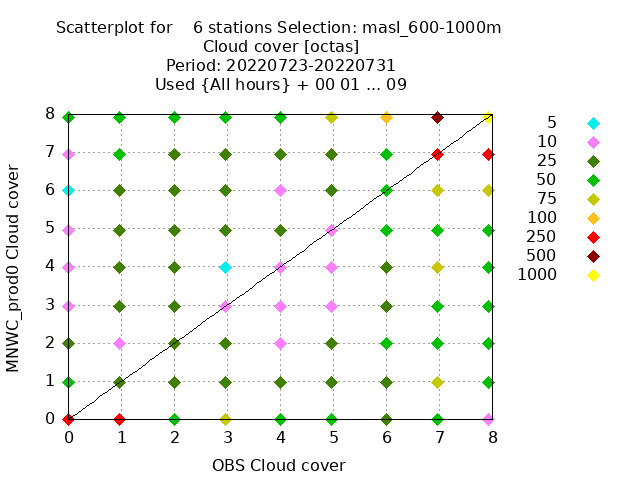 Scatterplot for    6 stations Selection: masl_600-1000m
Cloud cover [octas]
Period: 20220723-20220731
Used {All hours} + 00 01 ... 09
8
7
6
5
4
3
2
1
0
MNWC_prod0 Cloud cover
0 1 2 3 4 5 6 7 8
OBS Cloud cover
5
10
25
50
75
100
250
500
1000